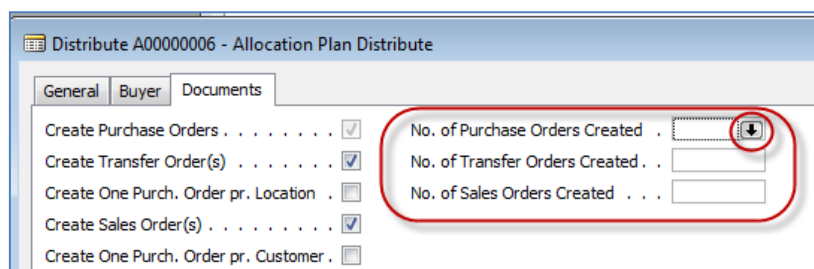 Distribute A00000006 - Allocation Plan Distribute
General Buyer Documents
Create Purchase Orders . . . . . . . . No. of Purchase Orders Created .
Create Transfer Order(s) . . . . . . . No. of Transfer Orders Created . .
Create One Purch. Order pr. Location . No. of Sales Orders Created . . .
Create Sales Order(s) . . . . . . . . .
Create One Purch. Order pr. Customer .